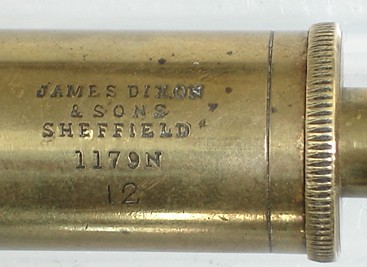 JAMES DIXON
& SONS
SHEFFIELD
1179N
12